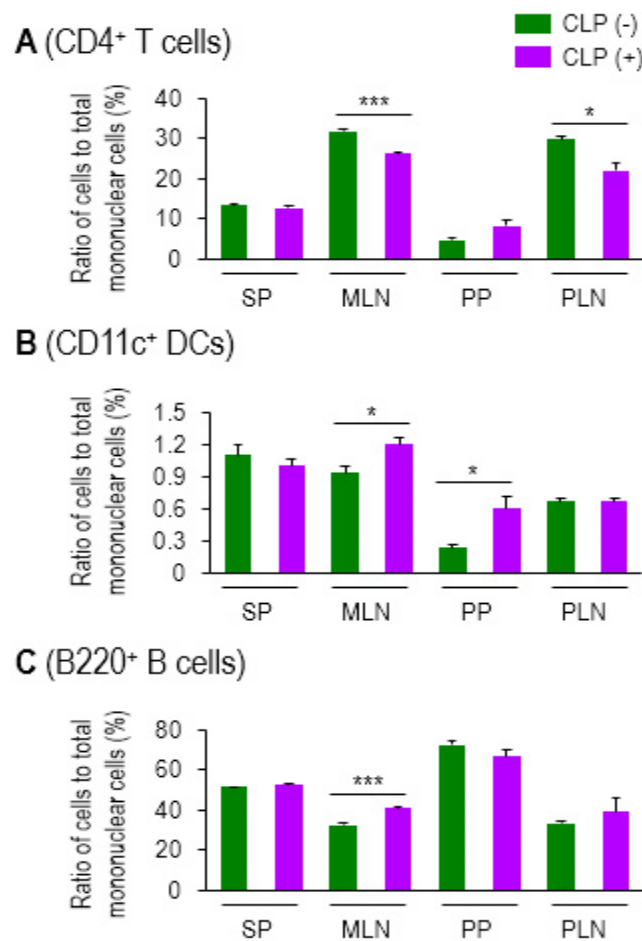 CLP (-)
CLP (+)
A (CD4⁺ T cells)
Ratio of cells to total
mononuclear cells (%)
40
30
20
10
0
***
*
SP MLN PP PLN
B (CD11c⁺ DCs)
Ratio of cells to total
mononuclear cells (%)
1.5
1.2
0.9
0.6
0.3
0
*
*
SP MLN PP PLN
C (B220⁺ B cells)
Ratio of cells to total
mononuclear cells (%)
80
60
40
20
0
***
SP MLN PP PLN